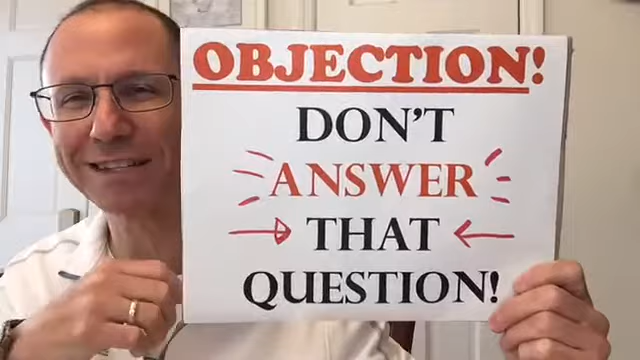 OBJECTION!
DON'T
ANSWER
THAT
QUESTION!